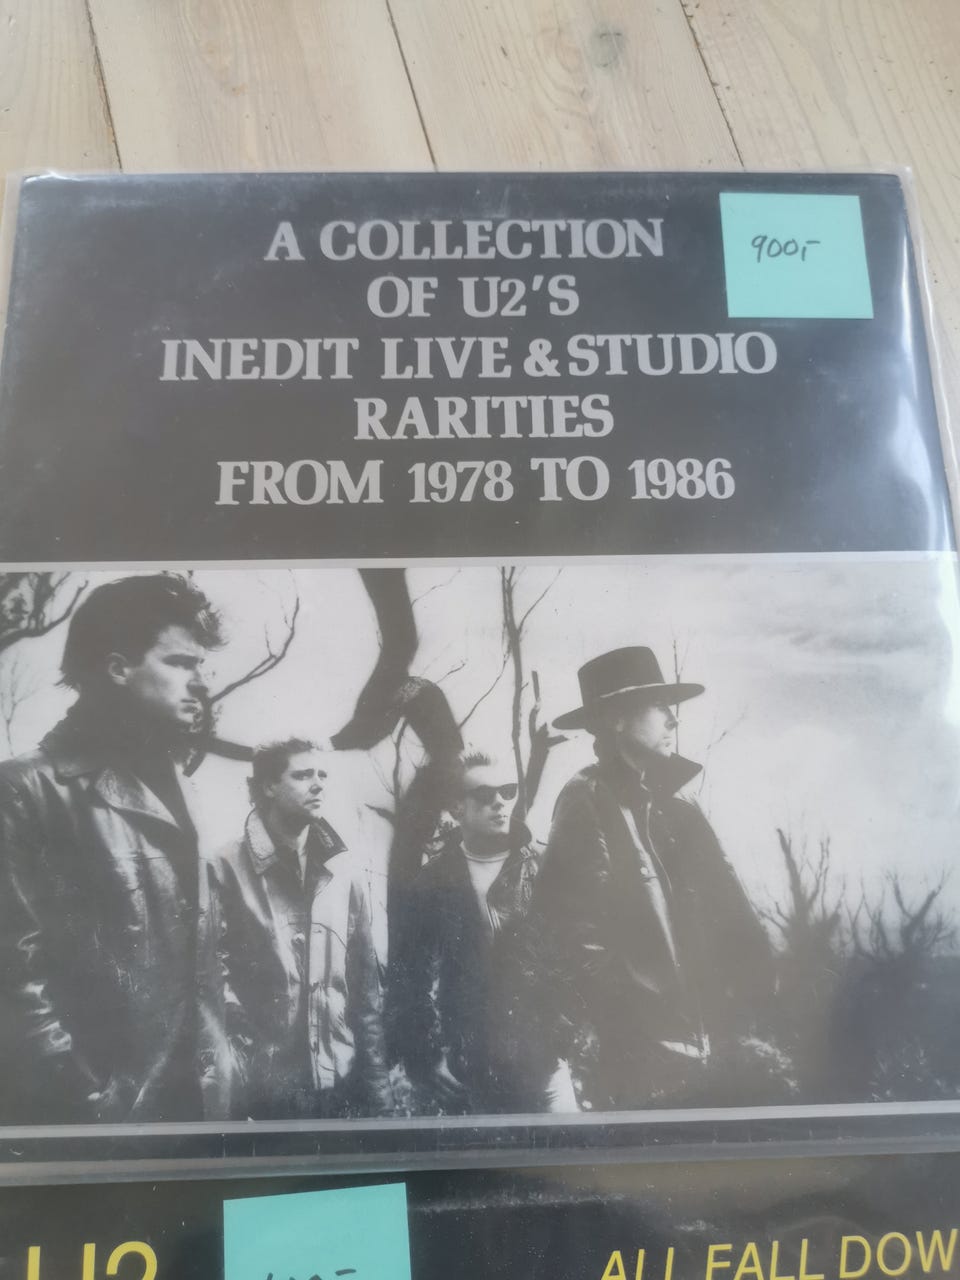 A COLLECTION
OF U2'S
INEDIT LIVE & STUDIO
RARITIES
FROM 1978 TO 1986
900,-
U2
ALL FALL DOW